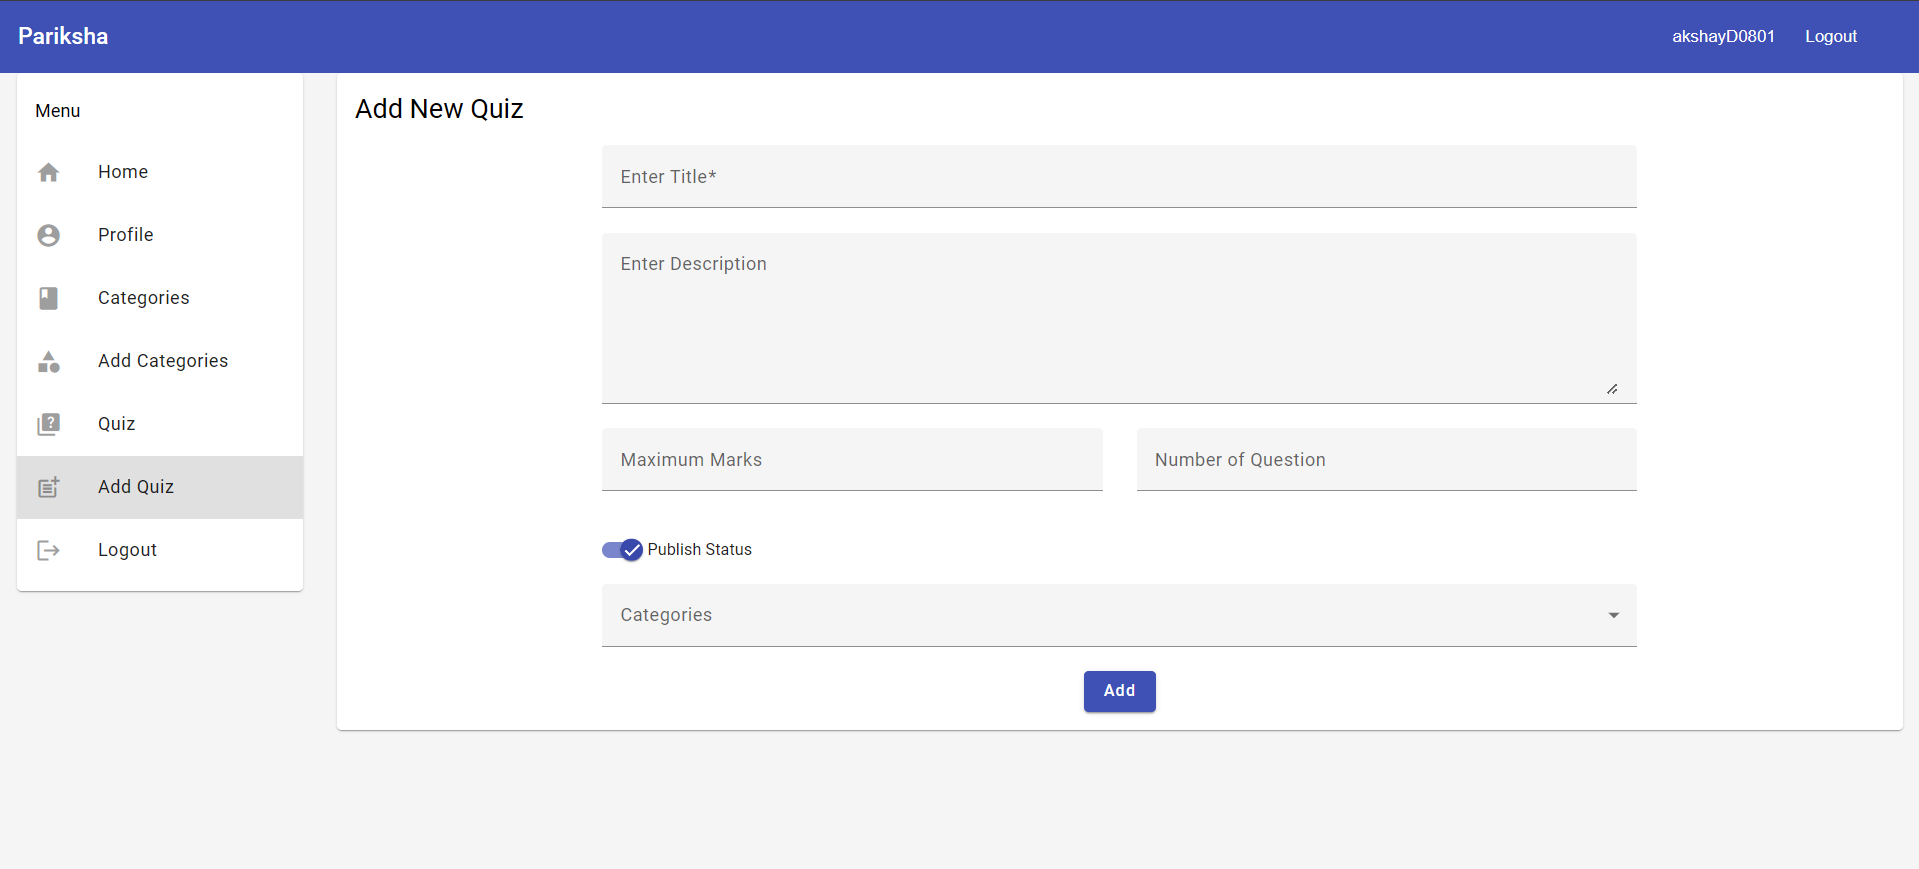 Pariksha
akshayD0801 Logout
Menu
Home
Profile
Categories
Add Categories
Quiz
Add Quiz
Logout
Add New Quiz
Enter Title*
Enter Description
Maximum Marks
Number of Question
Publish Status
Categories
Add